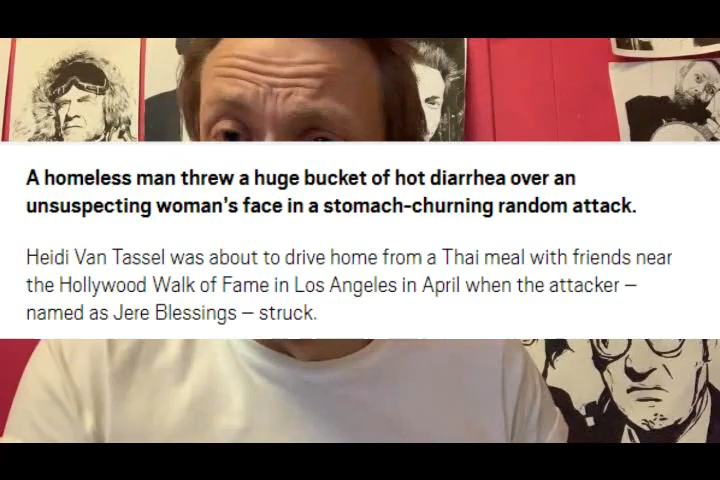 A homeless man threw a huge bucket of hot diarrhea over an
unsuspecting woman's face in a stomach-churning random attack.
Heidi Van Tassel was about to drive home from a Thai meal with friends near
the Hollywood Walk of Fame in Los Angeles in April when the attacker –
named as Jere Blessings – struck.